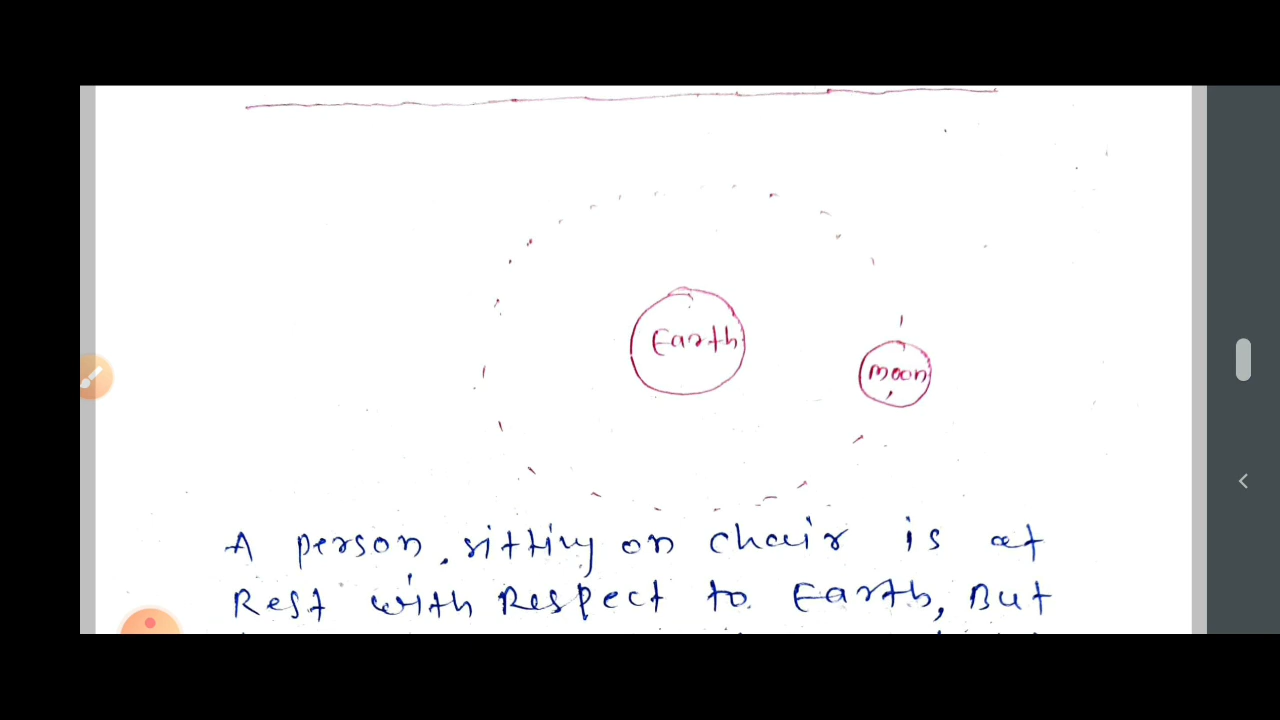 Earth
moon
A person, sitting on chair is at
Rest with Respect to Earth, But